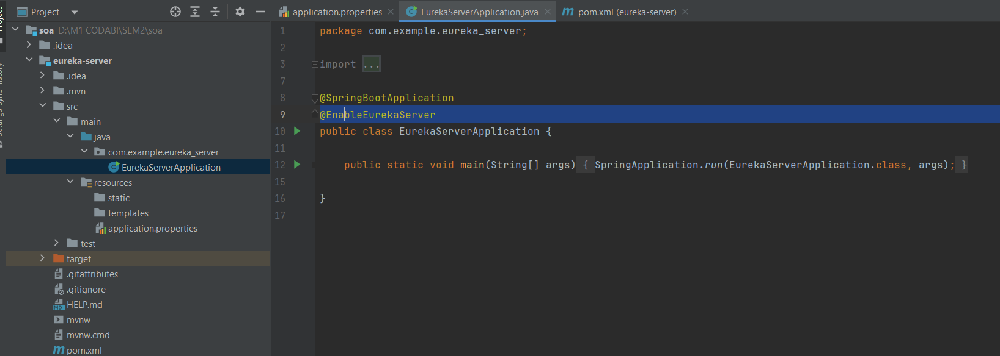 Project
soa D:\M1 CODABI\SEM2\soa
.idea
eureka-server
.idea
.mvn
src
main
java
com.example.eureka_server
EurekaServerApplication
resources
static
templates
application.properties
test
target
.gitattributes
.gitignore
HELP.md
mvnw
mvnw.cmd
pom.xml
application.properties
EurekaServerApplication.java
pom.xml (eureka-server)
1 package com.example.eureka_server;
2
3 import ...
7
8 @SpringBootApplication
9 @EnableEurekaServer
10 public class EurekaServerApplication {
11
12 public static void main(String[] args) { SpringApplication.run(EurekaServerApplication.class, args); }
15
16 }
17